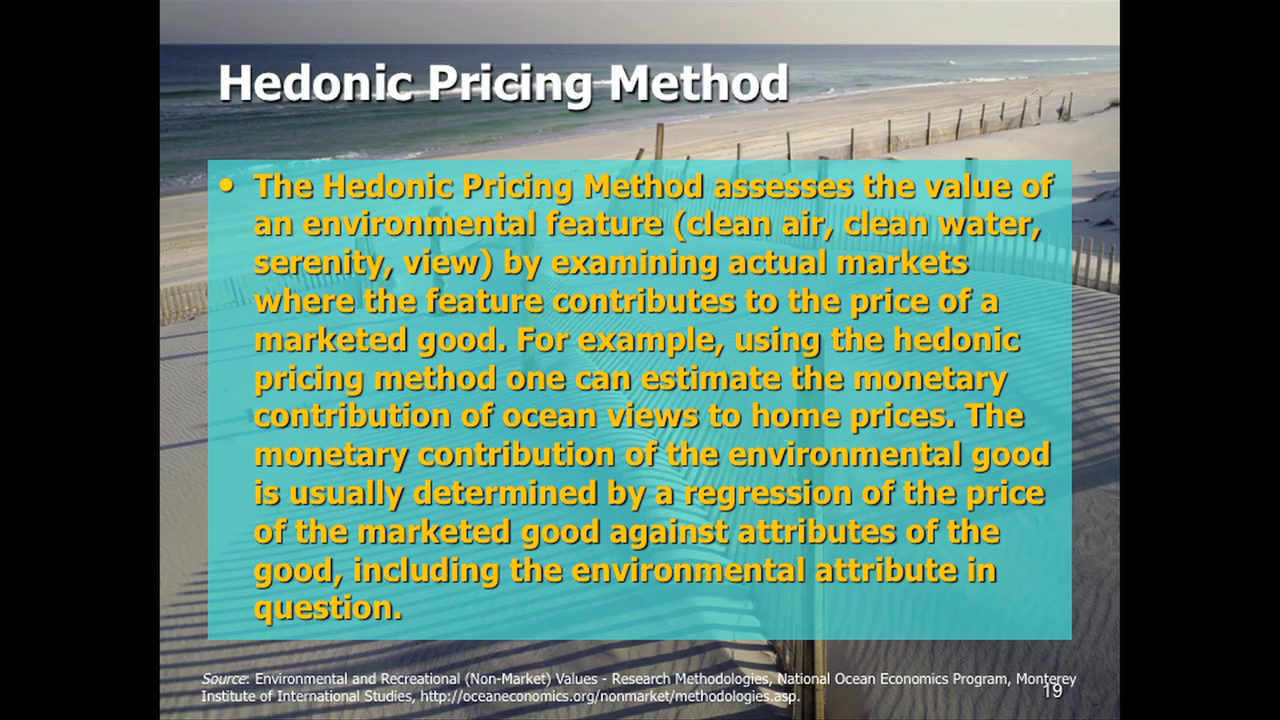 Hedonic Pricing Method
• The Hedonic Pricing Method assesses the value of
an environmental feature (clean air, clean water,
serenity, view) by examining actual markets
where the feature contributes to the price of a
marketed good. For example, using the hedonic
pricing method one can estimate the monetary
contribution of ocean views to home prices. The
monetary contribution of the environmental good
is usually determined by a regression of the price
of the marketed good against attributes of the
good, including the environmental attribute in
question.
Source: Environmental and Recreational (Non-Market) Values - Research Methodologies, National Ocean Economics Program, Monterey
Institute of International Studies, http://oceaneconomics.org/nonmarket/methodologies.asp.
19